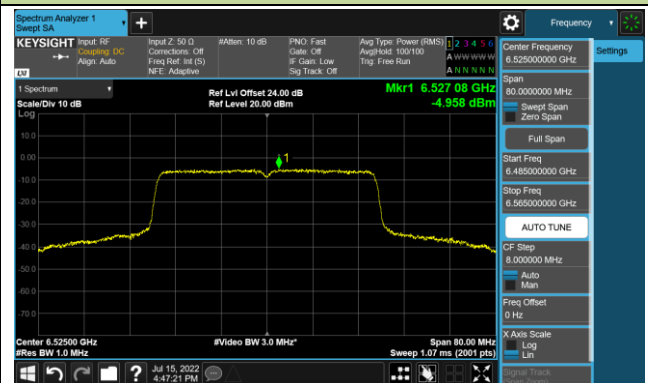 Spectrum Analyzer 1
Swept SA
Frequency
KEYSIGHT
Input: RF
Coupling: DC
Align: Auto
Input Z: 50 Ω
Corrections: Off
Freq Ref: Int (S)
NFE: Adaptive
#Atten: 10 dB
PNO: Fast
Gate: Off
IF Gain: Low
Sig Track: Off
Avg Type: Power (RMS)
Avg|Hold: 100/100
Trig: Free Run
1 2 3 4 5 6
A W W W W W
A N N N N N
LXI
1 Spectrum
Scale/Div 10 dB
Log
Ref Lvl Offset 24.00 dB
Ref Level 20.00 dBm
Mkr1 6.527 08 GHz
-4.958 dBm
10.0
0.00
-10.0
-20.0
-30.0
-40.0
-50.0
-60.0
-70.0
1
Center 6.52500 GHz
#Res BW 1.0 MHz
#Video BW 3.0 MHz*
Span 80.00 MHz
Sweep 1.07 ms (2001 pts)
Jul 15, 2022
4:47:21 PM
Center Frequency
6.525000000 GHz
Settings
Span
80.0000000 MHz
Swept Span
Zero Span
Full Span
Start Freq
6.485000000 GHz
Stop Freq
6.565000000 GHz
AUTO TUNE
CF Step
8.000000 MHz
Auto
Man
Freq Offset
0 Hz
X Axis Scale
Log
Lin
Signal Track